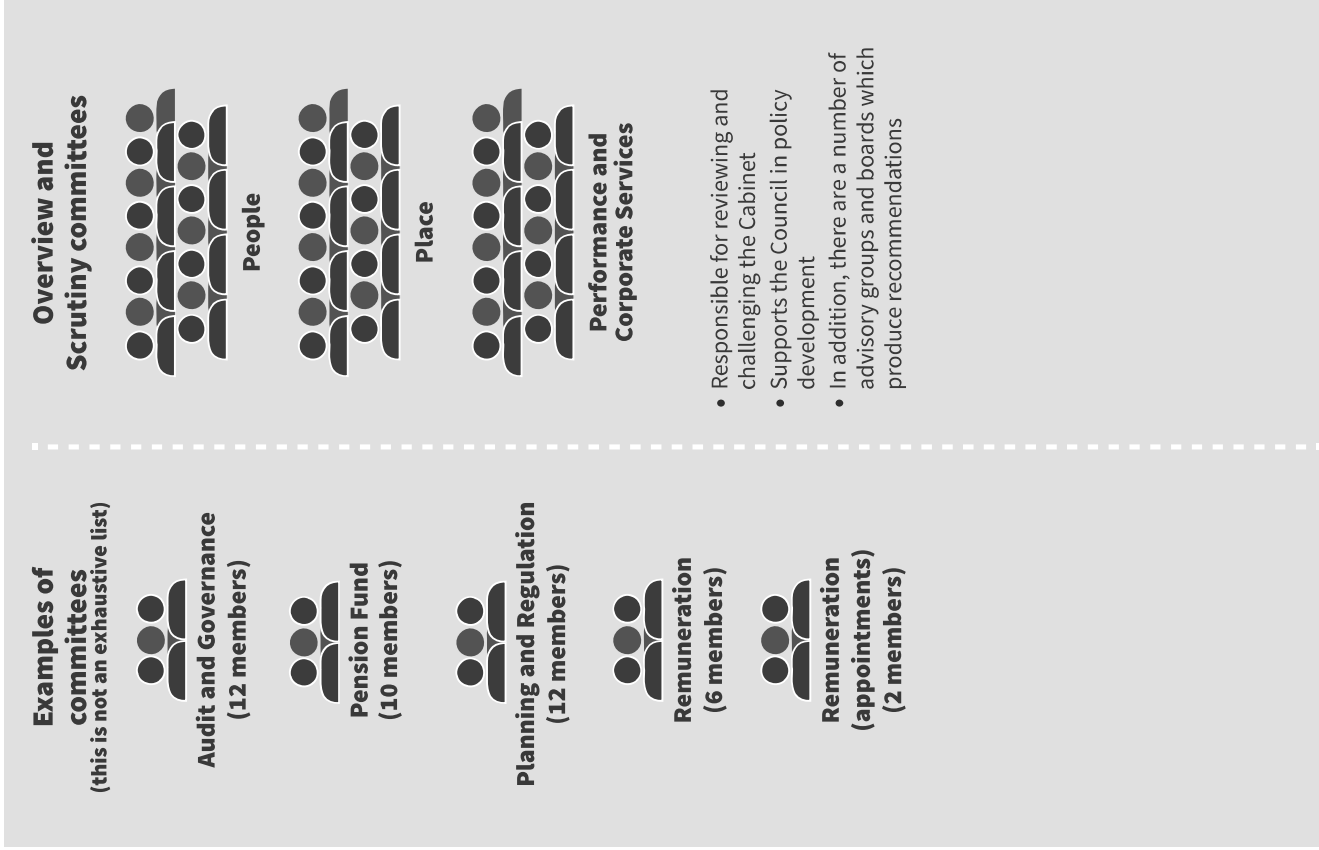 Examples of
committees
(this is not an exhaustive list)
Audit and Governance
(12 members)
Pension Fund
(10 members)
Planning and Regulation
(12 members)
Remuneration
(6 members)
Remuneration
(appointments)
(2 members)
Overview and
Scrutiny committees
People
Place
Performance and
Corporate Services
• Responsible for reviewing and
challenging the Cabinet
• Supports the Council in policy
development
• In addition, there are a number of
advisory groups and boards which
produce recommendations